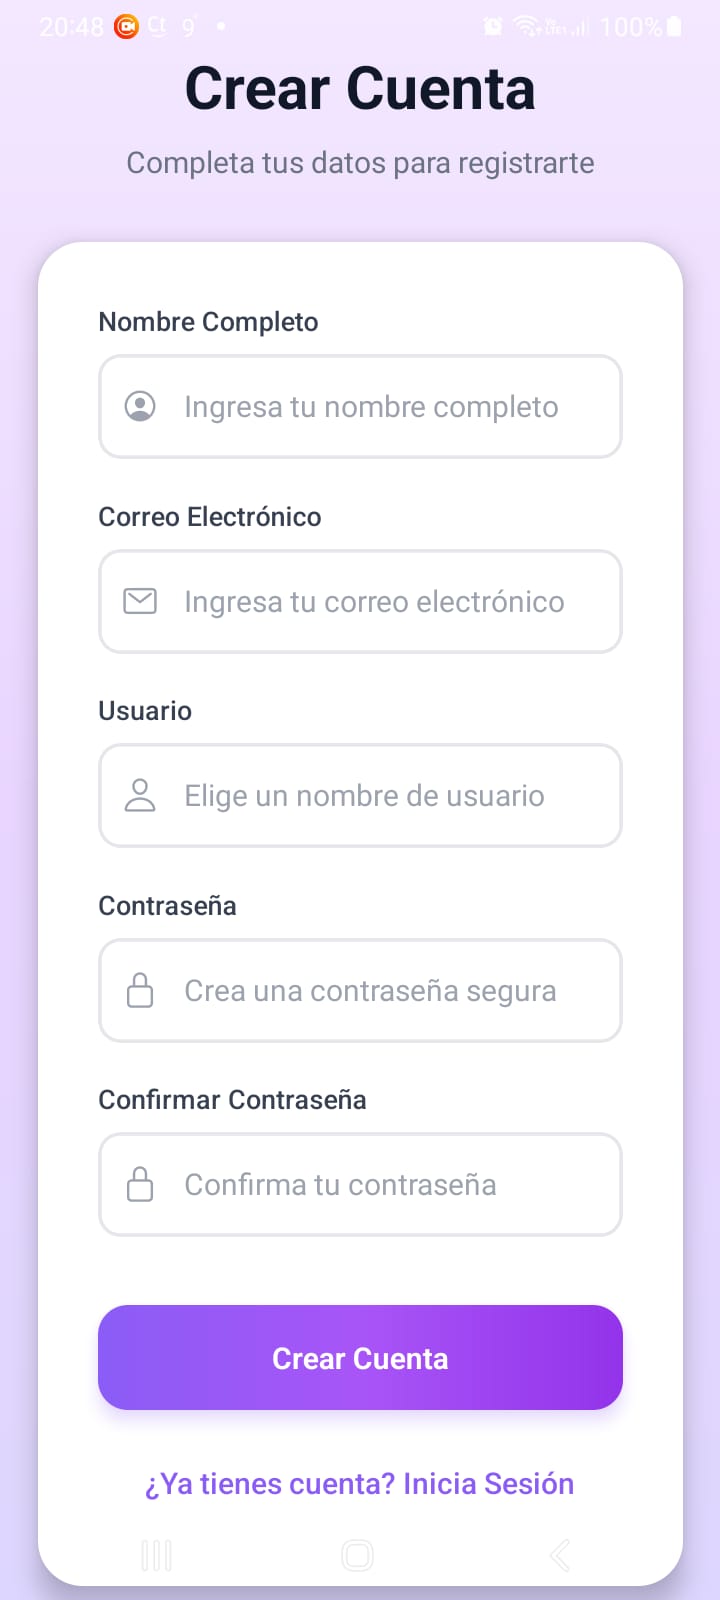 20:48 Ct 9° 100%
Crear Cuenta
Completa tus datos para registrarte
Nombre Completo
Ingresa tu nombre completo
Correo Electrónico
Ingresa tu correo electrónico
Usuario
Elige un nombre de usuario
Contraseña
Crea una contraseña segura
Confirmar Contraseña
Confirma tu contraseña
Crear Cuenta
¿Ya tienes cuenta? Inicia Sesión